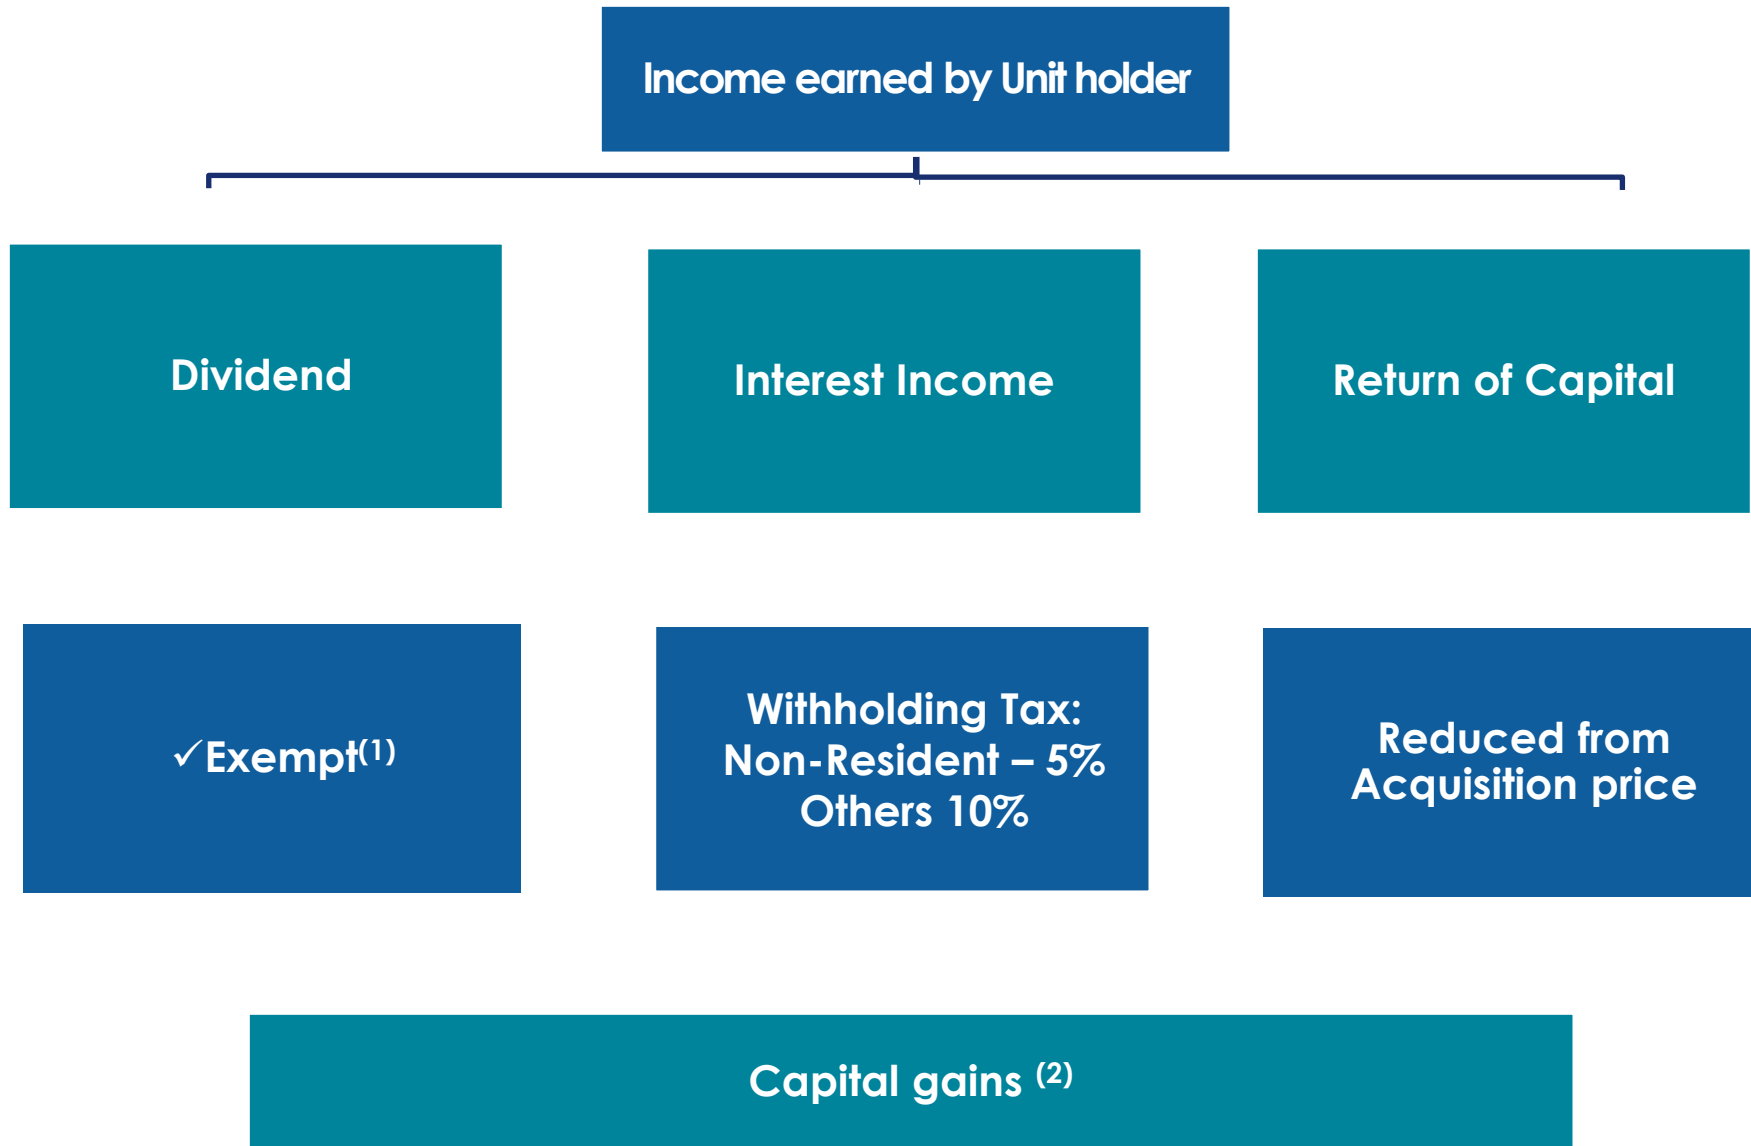 Income earned by Unit holder
Dividend
Interest Income
Return of Capital
✓Exempt(1)
Withholding Tax:
Non-Resident – 5%
Others 10%
Reduced from
Acquisition price
Capital gains (2)